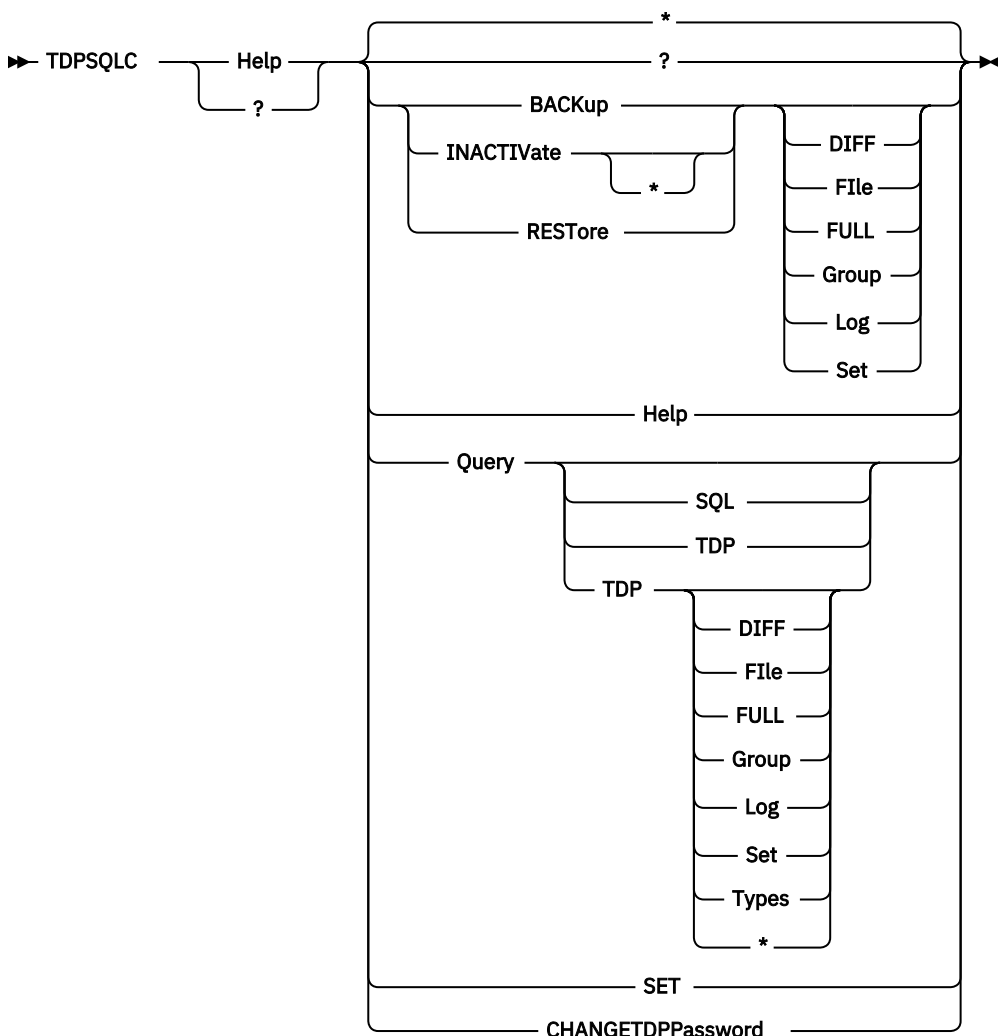 *
TDPSQLC Help ?
?
BACKup
DIFF
INACTIVate
FIle
*
FULL
RESTore
Group
Log
Set
Help
Query
SQL
TDP
TDP
DIFF
FIle
FULL
Group
Log
Set
Types
*
SET
CHANGETDPPassword